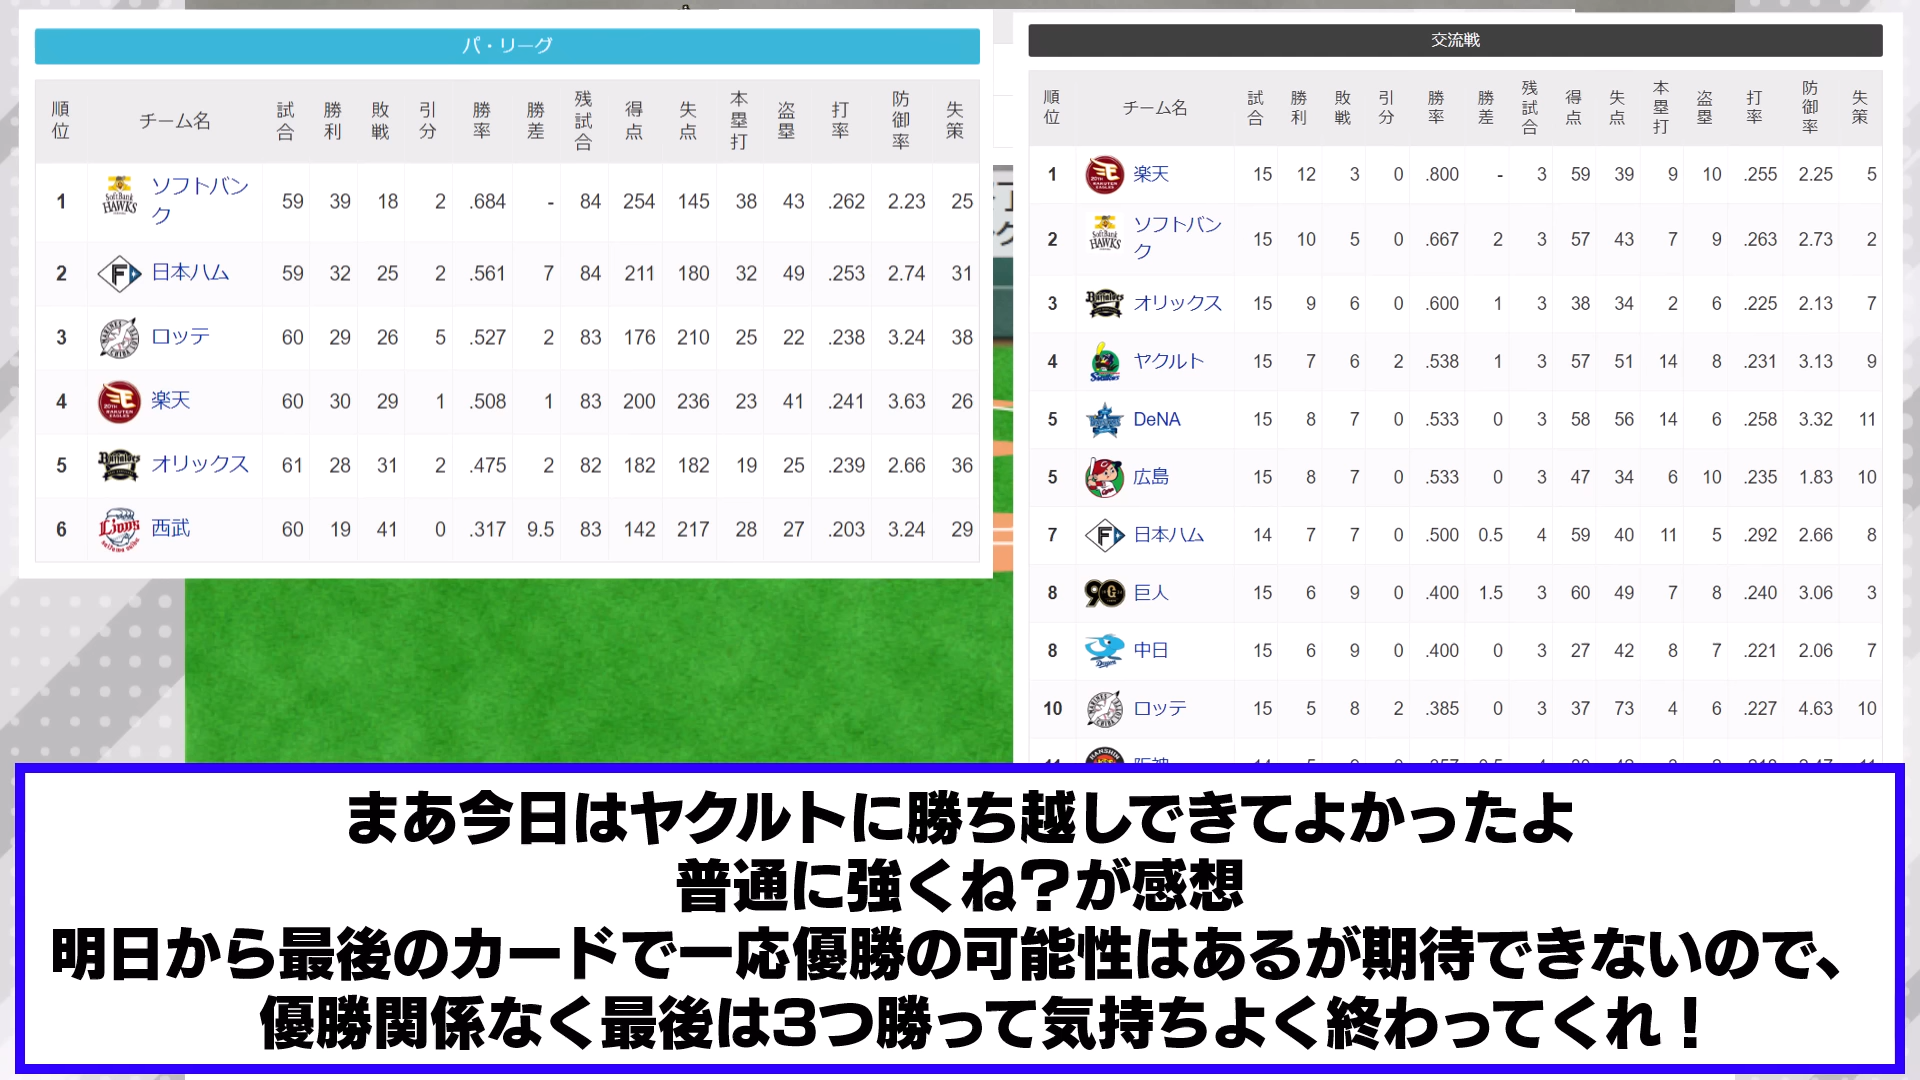 パ・リーグ
順位 チーム名 試合 勝利 敗戦 引分 勝率 勝差 残試合 得点 失点 本塁打 盗塁 打率 防御率 失策
1 ソフトバンク 59 39 18 2 .684 - 84 254 145 38 43 .262 2.23 25
2 日本ハム 59 32 25 2 .561 7 84 211 180 32 49 .253 2.74 31
3 ロッテ 60 29 26 5 .527 2 83 176 210 25 22 .238 3.24 38
4 楽天 60 30 29 1 .508 1 83 200 236 23 41 .241 3.63 26
5 オリックス 61 28 31 2 .475 2 82 182 182 19 25 .239 2.66 36
6 西武 60 19 41 0 .317 9.5 83 142 217 28 27 .203 3.24 29
交流戦
順位 チーム名 試合 勝利 敗戦 引分 勝率 勝差 残試合 得点 失点 本塁打 盗塁 打率 防御率 失策
1 楽天 15 12 3 0 .800 - 3 59 39 9 10 .255 2.25 5
2 ソフトバンク 15 10 5 0 .667 2 3 57 43 7 9 .263 2.73 2
3 オリックス 15 9 6 0 .600 1 3 38 34 2 6 .225 2.13 7
4 ヤクルト 15 7 6 2 .538 1 3 57 51 14 8 .231 3.13 9
5 DeNA 15 8 7 0 .533 0 3 58 56 14 6 .258 3.32 11
5 広島 15 8 7 0 .533 0 3 47 34 6 10 .235 1.83 10
7 日本ハム 14 7 7 0 .500 0.5 4 59 40 11 5 .292 2.66 8
8 巨人 15 6 9 0 .400 1.5 3 60 49 7 8 .240 3.06 3
8 中日 15 6 9 0 .400 0 3 27 42 8 7 .221 2.06 7
10 ロッテ 15 5 8 2 .385 0 3 37 73 4 6 .227 4.63 10
まあ今日はヤクルトに勝ち越しできてよかったよ
普通に強くね？が感想
明日から最後のカードで一応優勝の可能性はあるが期待できないので、
優勝関係なく最後は3つ勝って気持ちよく終わってくれ！